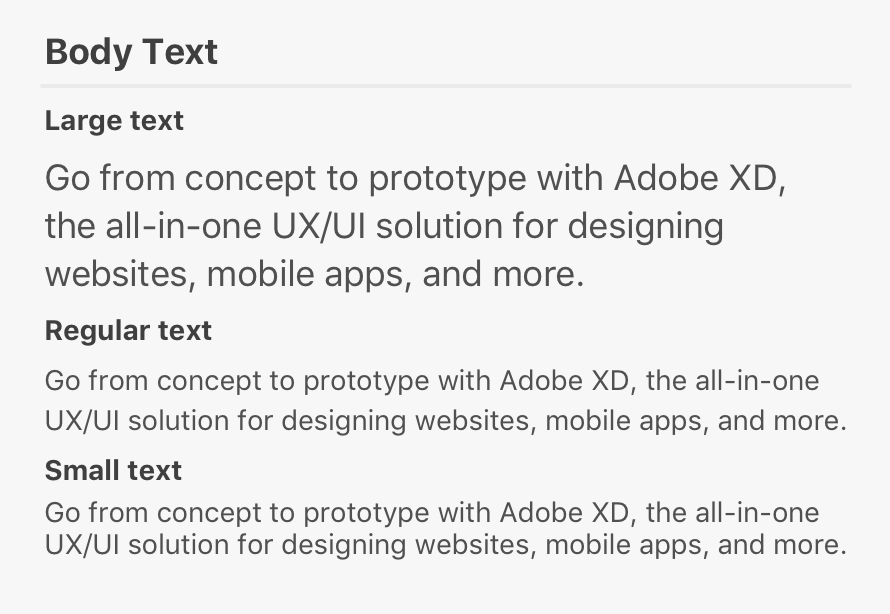 Body Text
Large text
Go from concept to prototype with Adobe XD,
the all-in-one UX/UI solution for designing
websites, mobile apps, and more.
Regular text
Go from concept to prototype with Adobe XD, the all-in-one
UX/UI solution for designing websites, mobile apps, and more.
Small text
Go from concept to prototype with Adobe XD, the all-in-one
UX/UI solution for designing websites, mobile apps, and more.